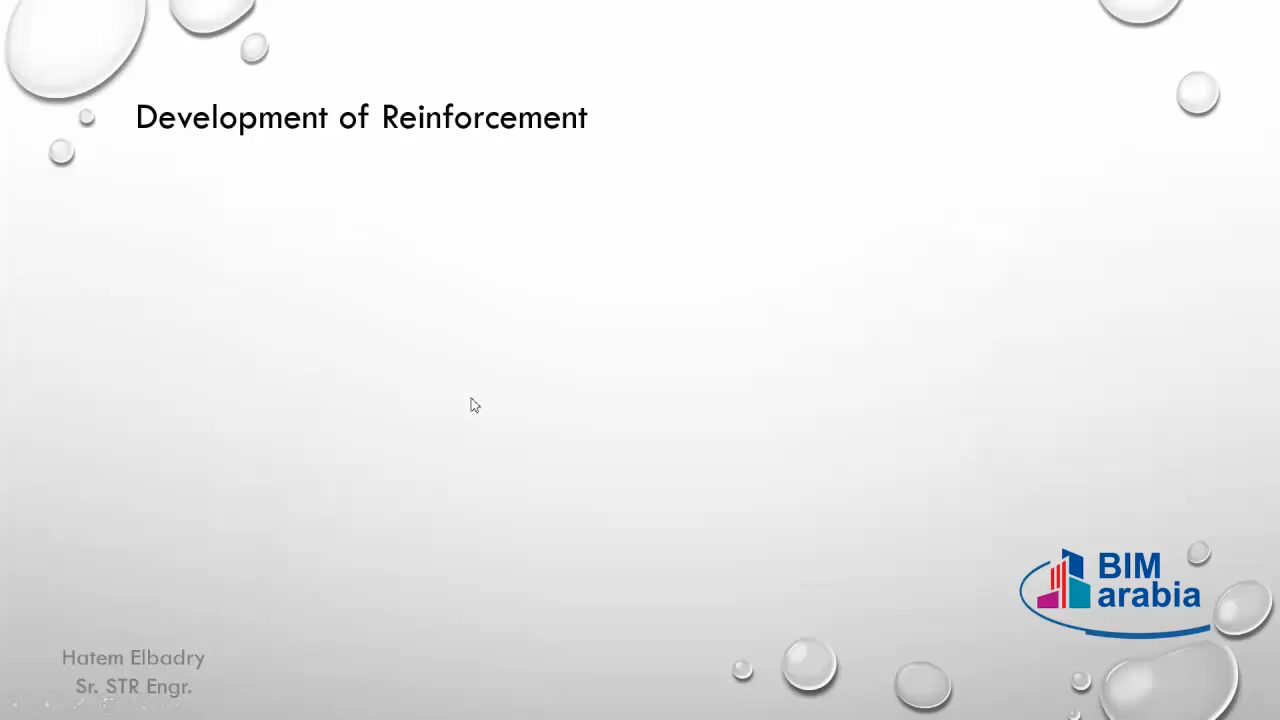 Development of Reinforcement
BIM
arabia
Hatem Elbadry
Sr. STR Engr.